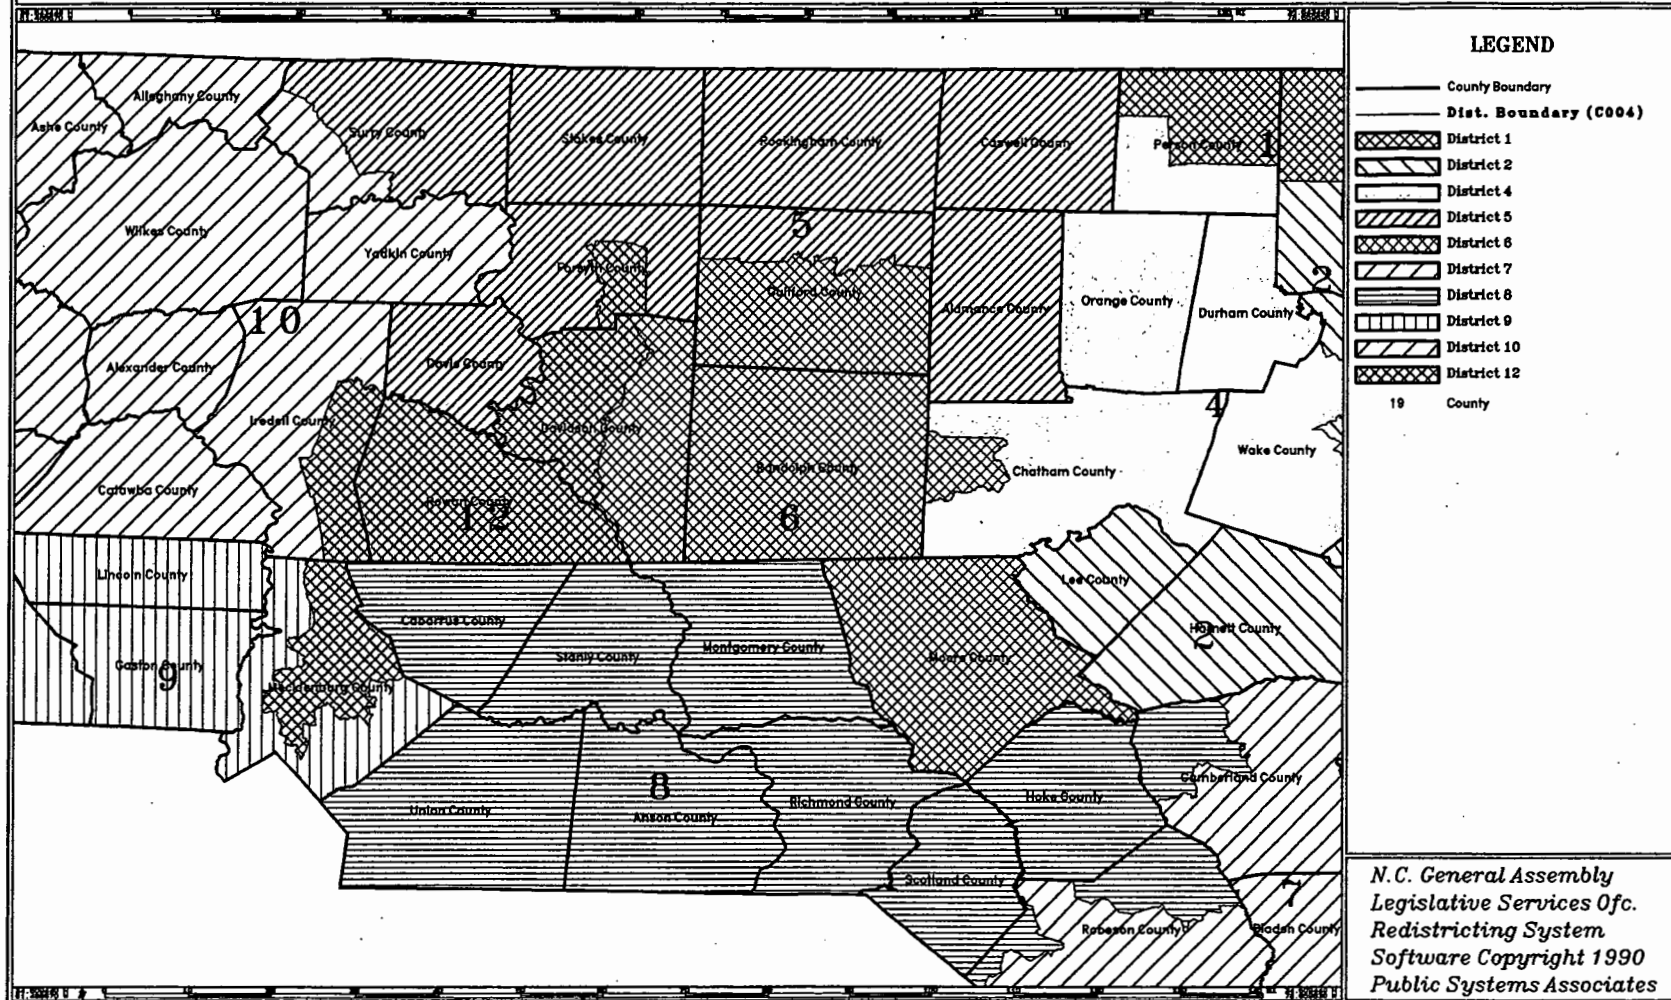 LEGEND
County Boundary
Dist. Boundary (C004)
District 1
District 2
District 4
District 5
District 6
District 7
District 8
District 9
District 10
District 12
19 County
Alleghany County
Ashe County
Surry County
Stokes County
Rockingham County
Caswell County
Person County
1
Wilkes County
Yadkin County
Forsyth County
5
Guilford County
Alamance County
Orange County
Durham County
2
10
Alexander County
Davie County
Iredell County
Davidson County
Randolph County
4
Chatham County
Wake County
Catawba County
Rowan County
12
6
Lincoln County
Lee County
Harnett County
2
Cabarrus County
Stanly County
Montgomery County
Moore County
Gaston County
9
Mecklenburg County
Cumberland County
Union County
8
Anson County
Richmond County
Hoke County
Scotland County
7
Robeson County
Bladen County
N.C. General Assembly
Legislative Services Ofc.
Redistricting System
Software Copyright 1990
Public Systems Associates